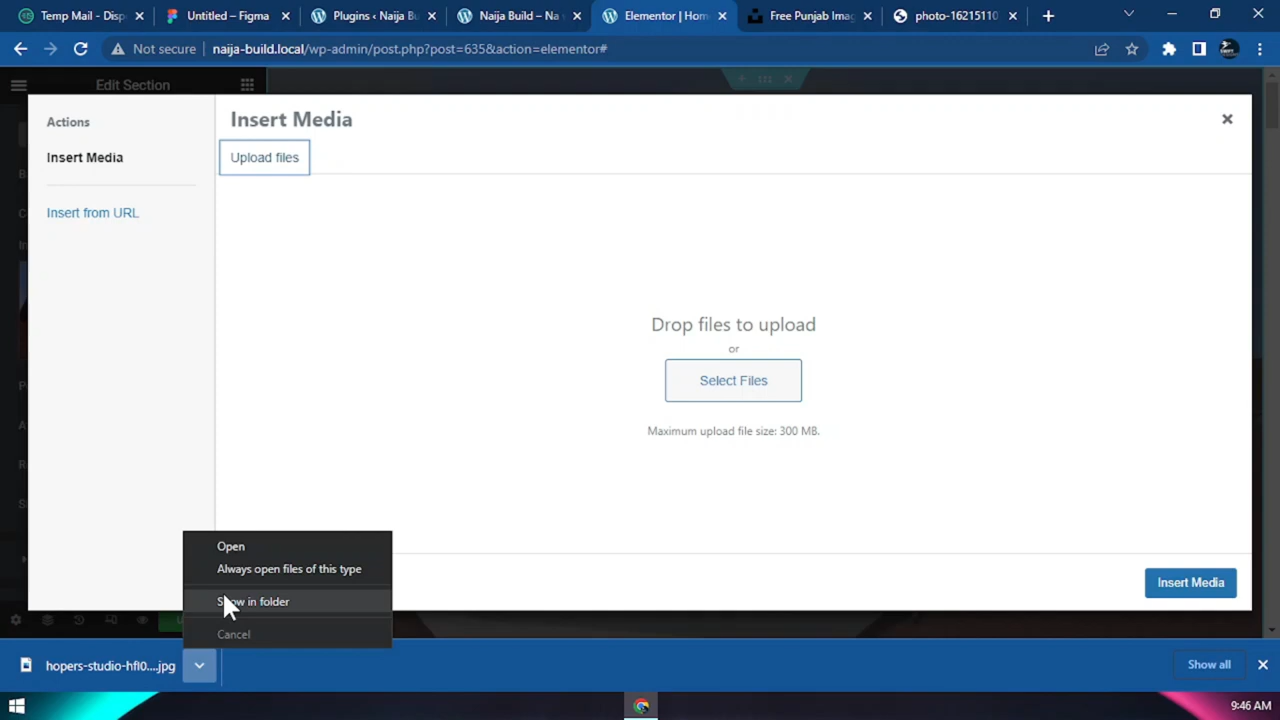 Temp Mail - Disp
Untitled – Figma
Plugins ‹ Naija B
Naija Build – Na
Elementor | Hom
Free Punjab Imag
photo-16215110
Not secure
naija-build.local/wp-admin/post.php?post=635&action=elementor#
Edit Section
Actions
Insert Media
Insert from URL
Insert Media
Upload files
Drop files to upload
or
Select Files
Maximum upload file size: 300 MB.
Insert Media
Open
Always open files of this type
Show in folder
Cancel
hopers-studio-hfl0....jpg
Show all
9:46 AM